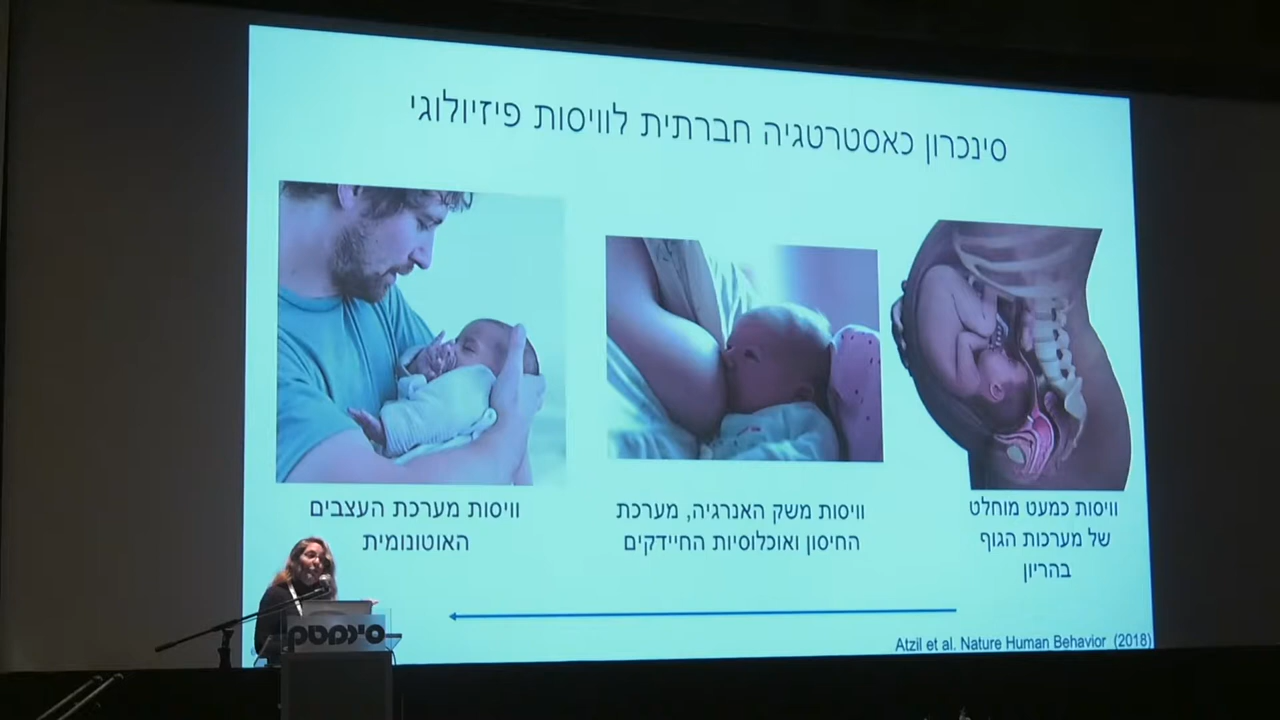 סינכרון כאסטרטגיה חברתית לוויסות פיזיולוגי
וויסות כמעט מוחלט
של מערכות הגוף
בהריון
וויסות משק האנרגיה, מערכת
החיסון ואוכלוסיות החיידקים
וויסות מערכת העצבים
האוטונומית
Atzil et al. Nature Human Behavior (2018)
סינפטק